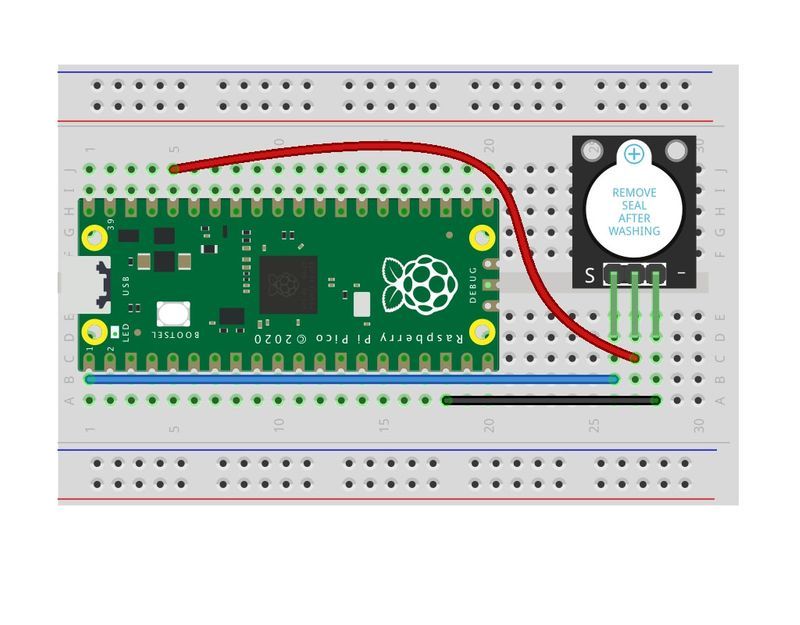 1 5 10 15 20 25 30
J J
I I
H H
G G
F F
REMOVE
SEAL
AFTER
WASHING
S -
39
USB
DEBUG
LED
BOOTSEL
Raspberry Pi Pico © 2020
1 2
E E
D D
C C
B B
A A
1 5 10 15 20 25 30